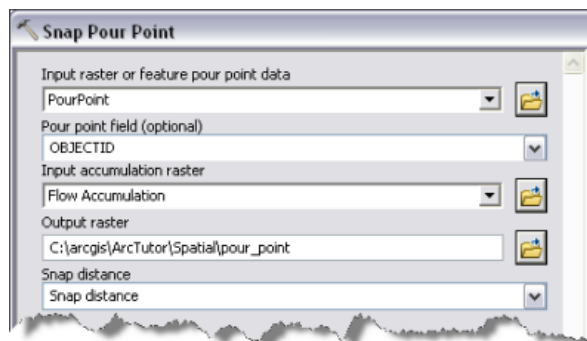 Snap Pour Point
Input raster or feature pour point data
PourPoint
Pour point field (optional)
OBJECTID
Input accumulation raster
Flow Accumulation
Output raster
C:\arcgis\ArcTutor\Spatial\pour_point
Snap distance
Snap distance